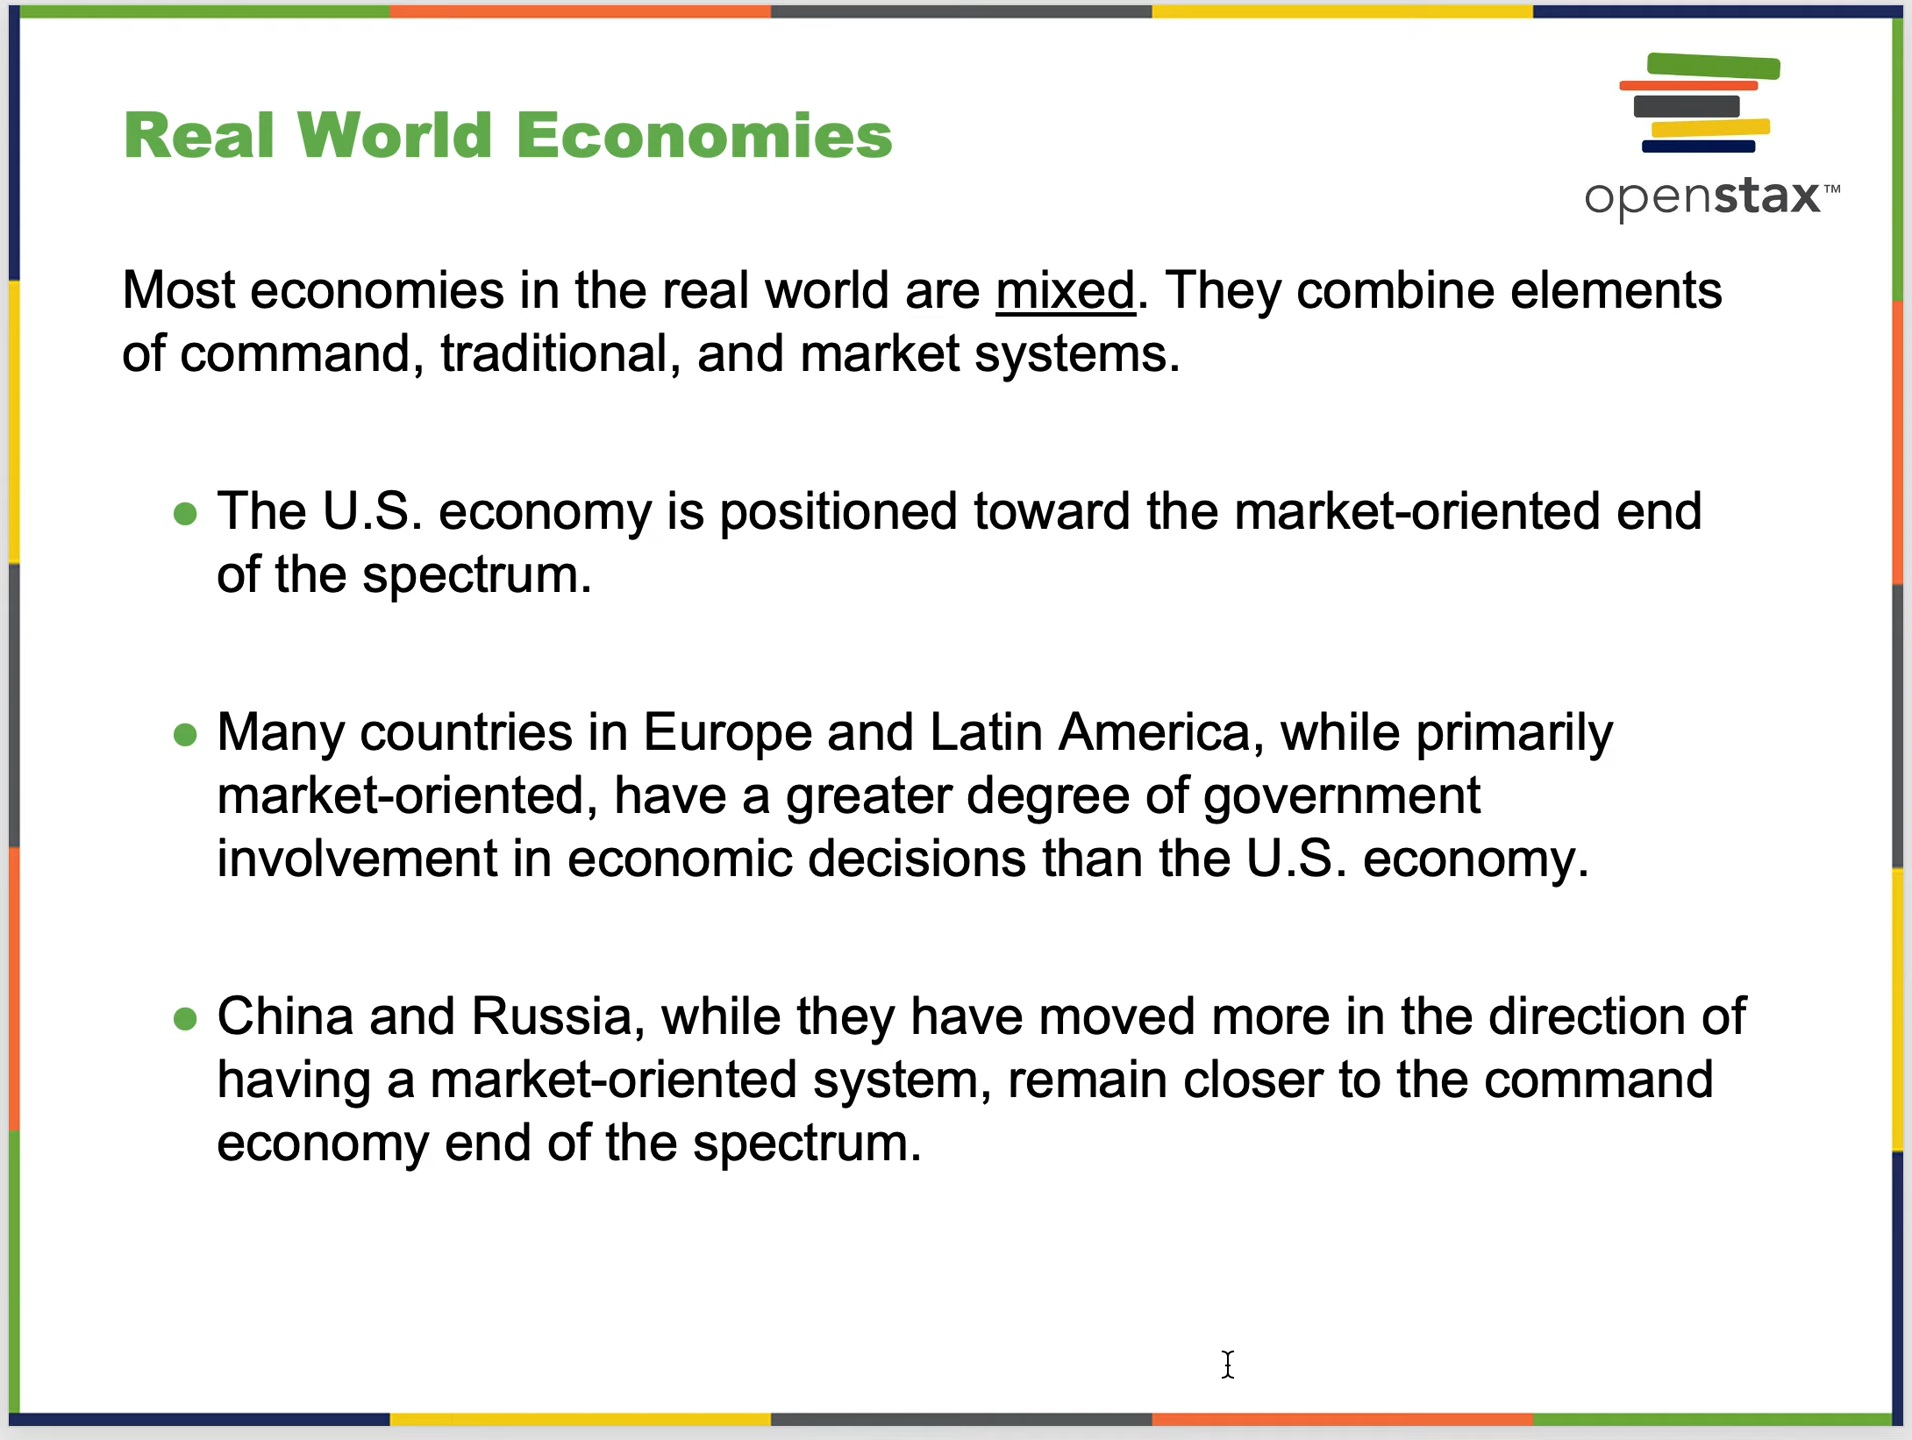 Real World Economies
openstax™
Most economies in the real world are mixed. They combine elements
of command, traditional, and market systems.
● The U.S. economy is positioned toward the market-oriented end
of the spectrum.
● Many countries in Europe and Latin America, while primarily
market-oriented, have a greater degree of government
involvement in economic decisions than the U.S. economy.
● China and Russia, while they have moved more in the direction of
having a market-oriented system, remain closer to the command
economy end of the spectrum.